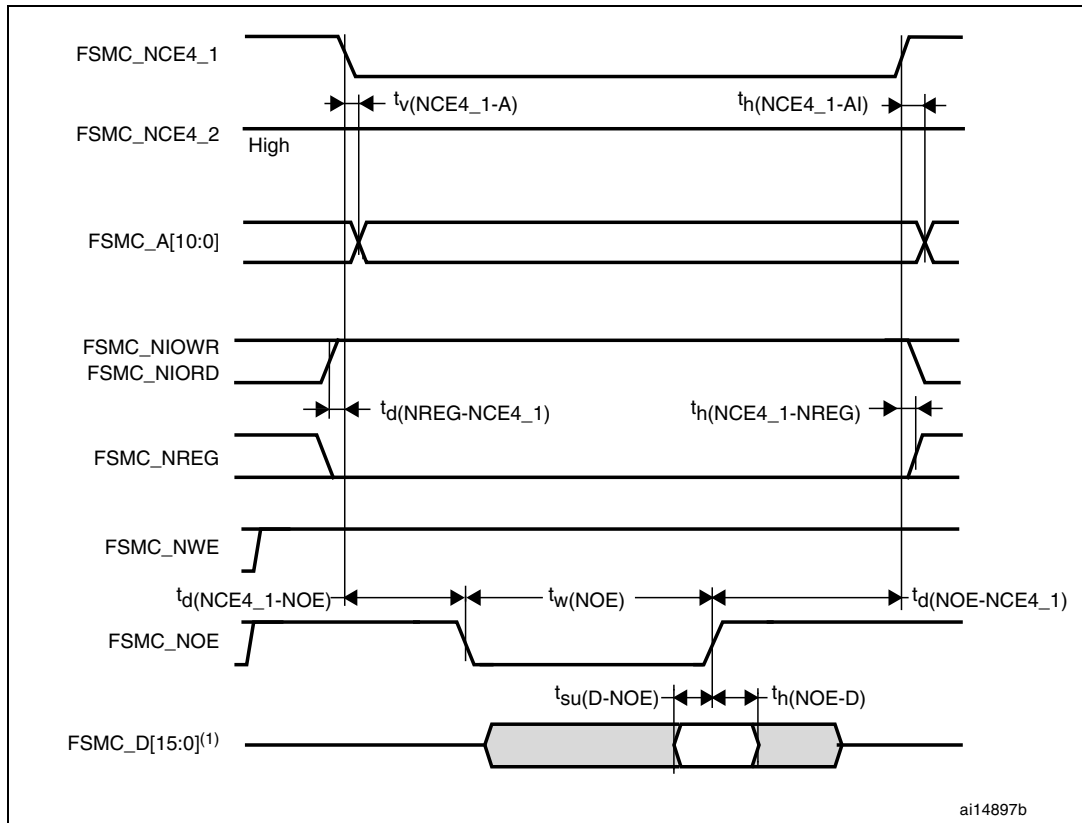 FSMC_NCE4_1
tv(NCE4_1-A)
th(NCE4_1-AI)
FSMC_NCE4_2
High
FSMC_A[10:0]
FSMC_NIOWR
FSMC_NIORD
td(NREG-NCE4_1)
th(NCE4_1-NREG)
FSMC_NREG
FSMC_NWE
td(NCE4_1-NOE)
tw(NOE)
td(NOE-NCE4_1)
FSMC_NOE
tsu(D-NOE)
th(NOE-D)
FSMC_D[15:0](1)
ai14897b